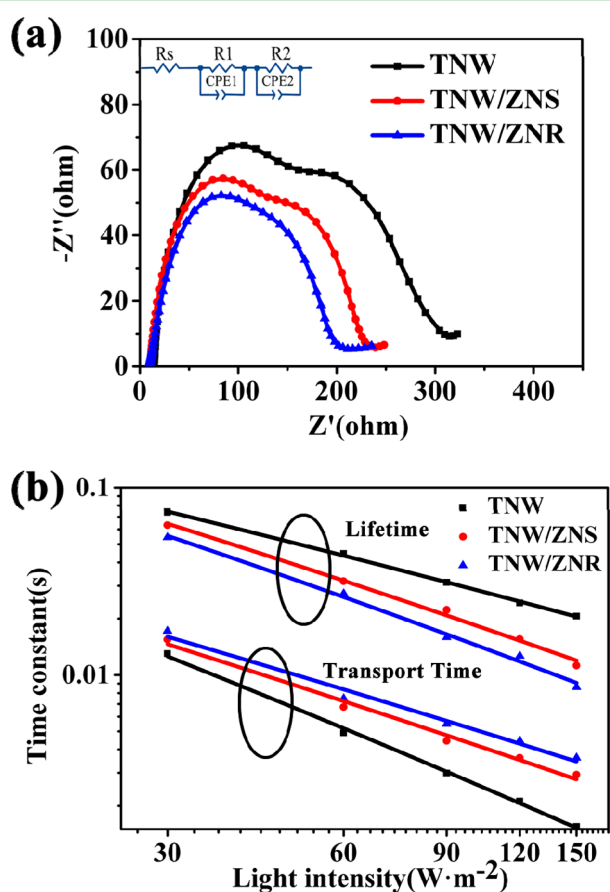 (a)
100
80
60
40
20
0
-Z''(ohm)
Rs R1 R2
CPE1 CPE2
TNW
TNW/ZNS
TNW/ZNR
0 100 200 300 400
Z'(ohm)
(b)
0.1
0.01
Time constant(s)
TNW
TNW/ZNS
TNW/ZNR
Lifetime
Transport Time
30 60 90 120 150
Light intensity(W·m⁻²)